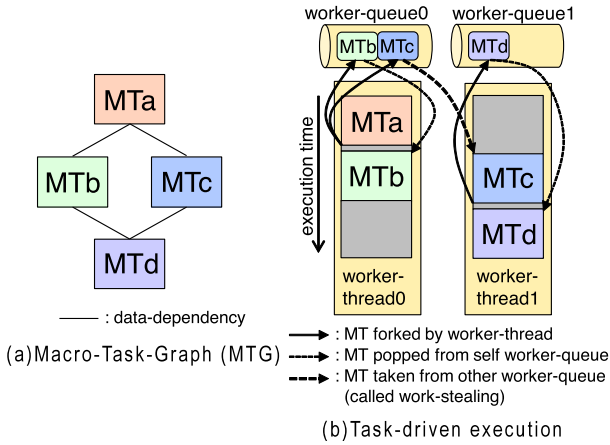 worker-queue0
worker-queue1
MTb
MTc
MTd
MTa
MTb
MTc
MTd
: data-dependency
(a)Macro-Task-Graph (MTG)
execution time
MTa
MTb
worker-
thread0
MTc
MTd
worker-
thread1
: MT forked by worker-thread
: MT popped from self worker-queue
: MT taken from other worker-queue
(called work-stealing)
(b)Task-driven execution